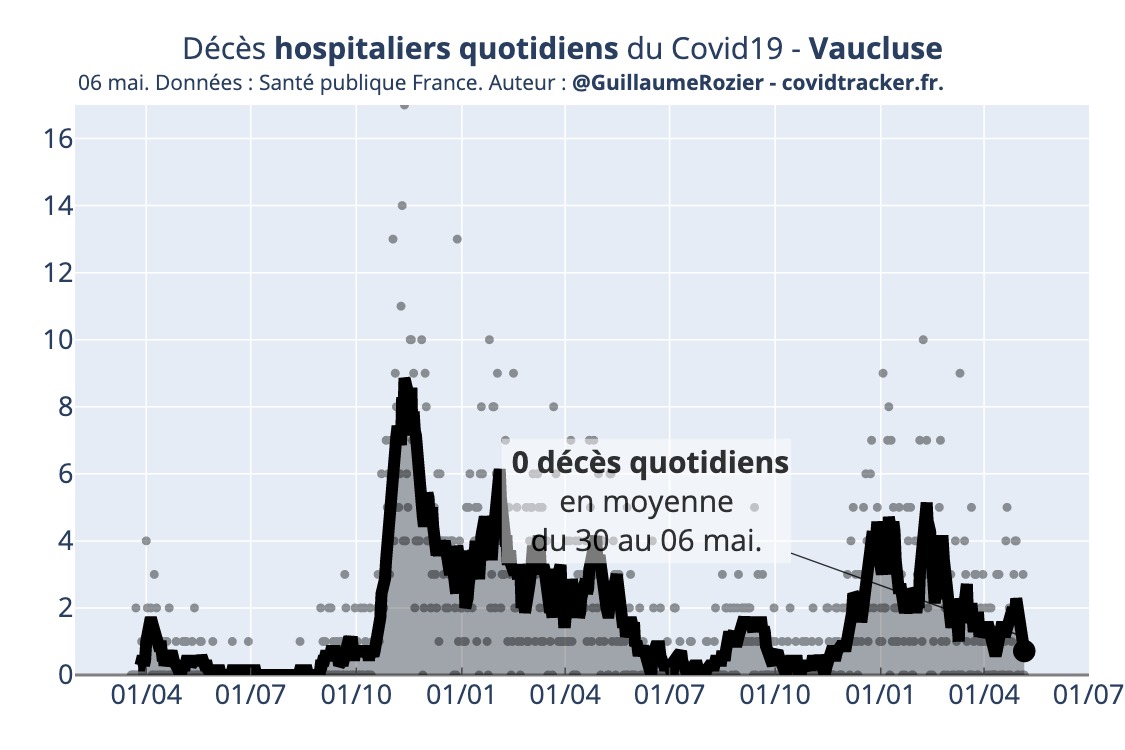 Décès hospitaliers quotidiens du Covid19 - Vaucluse
06 mai. Données : Santé publique France. Auteur : @GuillaumeRozier - covidtracker.fr.
16
14
12
10
8
6
4
2
0
0 décès quotidiens
en moyenne
du 30 au 06 mai.
01/04 01/07 01/10 01/01 01/04 01/07 01/10 01/01 01/04 01/07